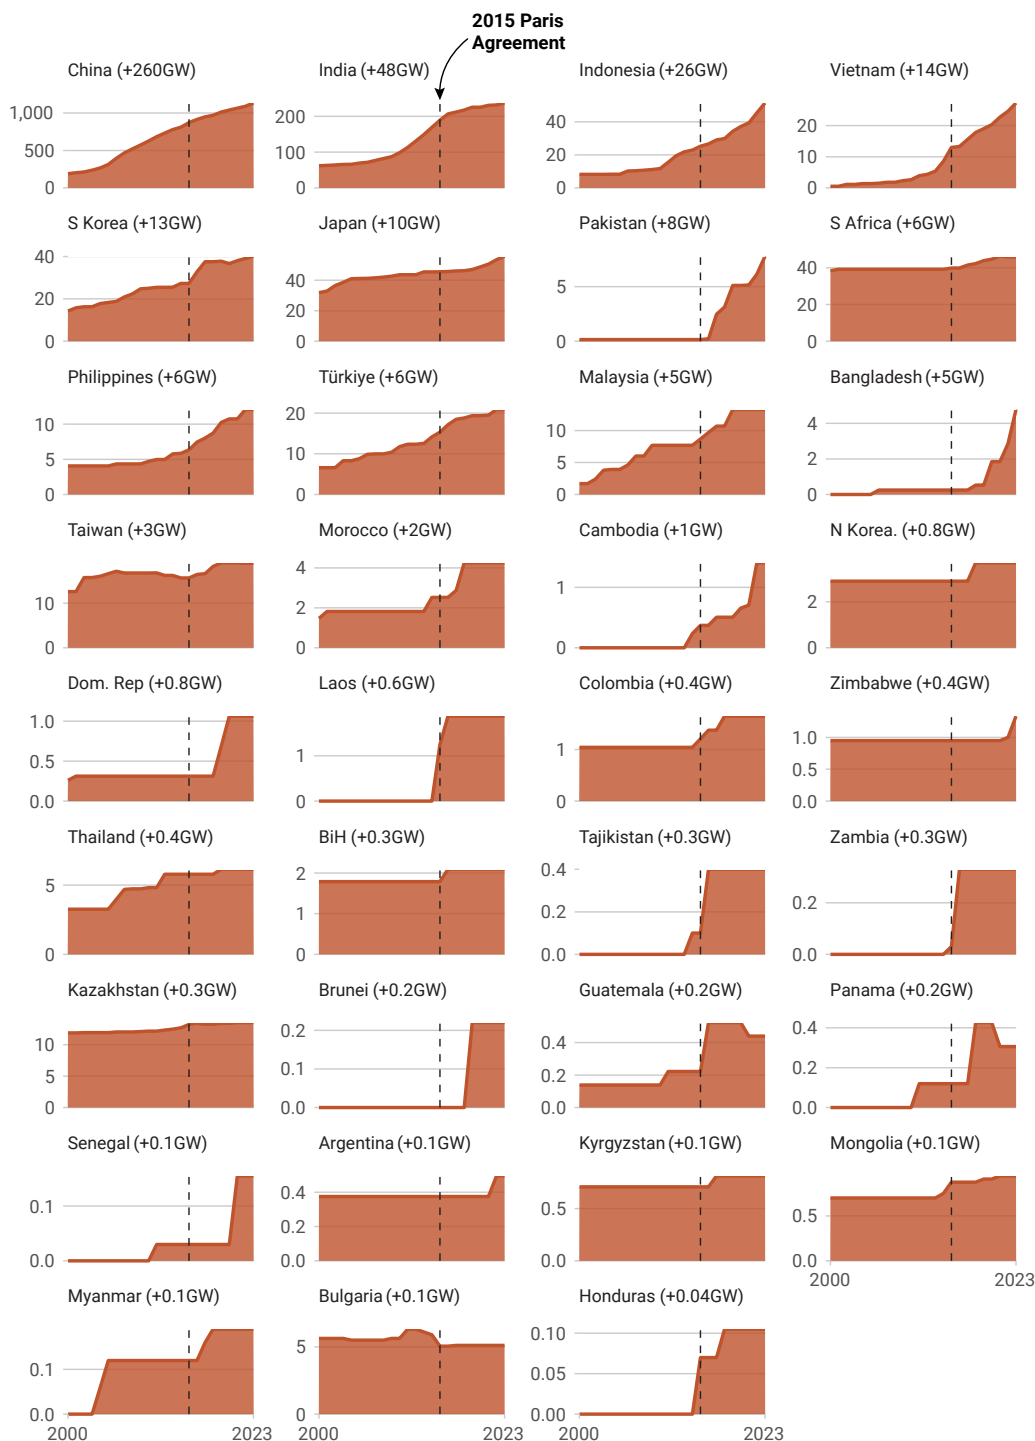 2015 Paris
Agreement
China (+260GW)
India (+48GW)
Indonesia (+26GW)
Vietnam (+14GW)
1,000
500
0
200
100
0
40
20
0
20
10
0
S Korea (+13GW)
Japan (+10GW)
Pakistan (+8GW)
S Africa (+6GW)
40
20
0
40
20
0
5
0
40
20
0
Philippines (+6GW)
Türkiye (+6GW)
Malaysia (+5GW)
Bangladesh (+5GW)
10
5
0
20
10
0
10
5
0
4
2
0
Taiwan (+3GW)
Morocco (+2GW)
Cambodia (+1GW)
N Korea. (+0.8GW)
10
0
4
2
0
1
0
2
0
Dom. Rep (+0.8GW)
Laos (+0.6GW)
Colombia (+0.4GW)
Zimbabwe (+0.4GW)
1.0
0.5
0.0
1
0
1
0
1.0
0.5
0.0
Thailand (+0.4GW)
BiH (+0.3GW)
Tajikistan (+0.3GW)
Zambia (+0.3GW)
5
0
2
1
0
0.4
0.2
0.0
0.2
0.0
Kazakhstan (+0.3GW)
Brunei (+0.2GW)
Guatemala (+0.2GW)
Panama (+0.2GW)
10
5
0
0.2
0.1
0.0
0.4
0.2
0.0
0.4
0.2
0.0
Senegal (+0.1GW)
Argentina (+0.1GW)
Kyrgyzstan (+0.1GW)
Mongolia (+0.1GW)
0.1
0.0
0.4
0.2
0.0
0.5
0.0
0.5
0.0
2000
2023
Myanmar (+0.1GW)
Bulgaria (+0.1GW)
Honduras (+0.04GW)
0.1
0.0
5
0
0.10
0.05
0.00
2000
2023
2000
2023
2000
2023